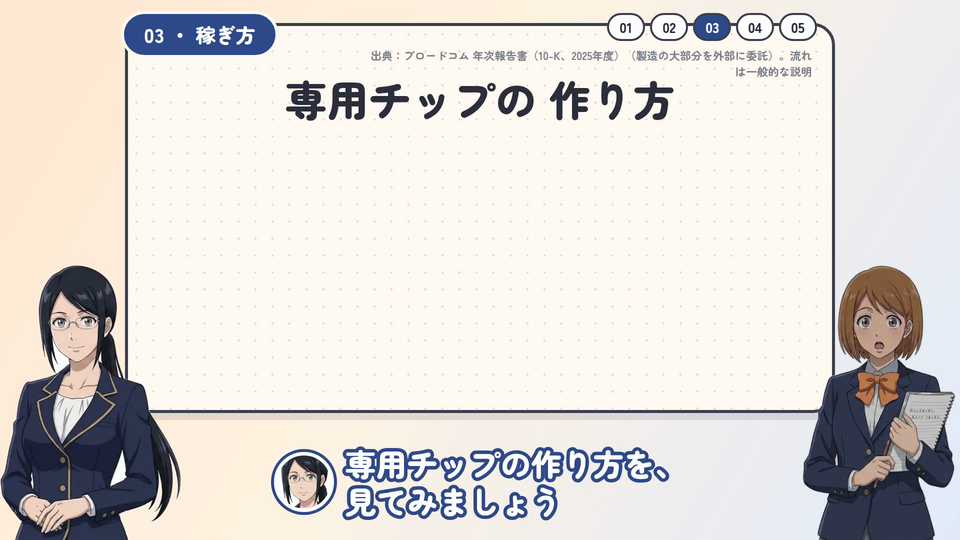 03 ・ 稼ぎ方
01 02 03 04 05
出典：ブロードコム 年次報告書（10-K、2025年度）（製造の大部分を外部に委託）。流れ
は一般的な説明
専用チップの 作り方
専用チップの作り方を、
見てみましょう